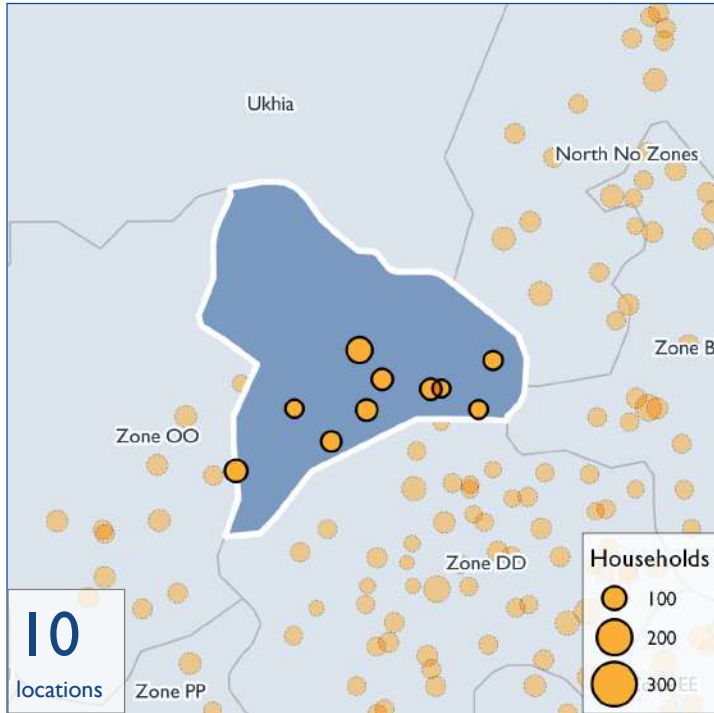 Ukhia
North No Zones
Zone B
Zone OO
Zone DD
Households
100
200
300
10
locations
Zone PP